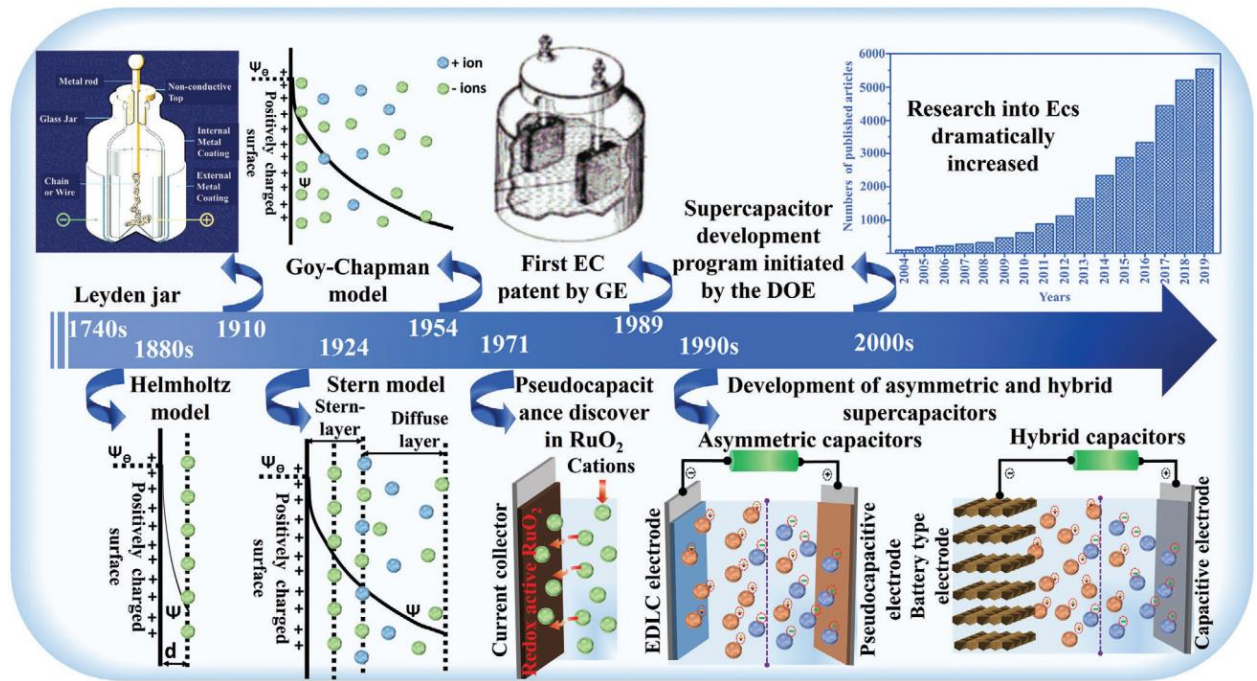 Metal rod
Non-conductive
Top
Glass Jar
Internal
Metal
Coating
Chain
or Wire
External
Metal
Coating
⊖
⊕
Ψ₀
Positively charged
surface
Ψ
+ ion
- ions
6000
5000
4000
3000
2000
1000
Numbers of published articles
Research into Ecs
dramatically
increased
2004
2005
2006
2007
2008
2009
2010
2011
2012
2013
2014
2015
2016
2017
2018
2019
Years
Leyden jar
Goy-Chapman
model
First EC
patent by GE
Supercapacitor
development
program initiated
by the DOE
1740s
1880s
1910
1924
1954
1971
1989
1990s
2000s
Helmholtz
model
Ψ₀
Positively charged
surface
Ψ
d
Stern model
Stern-
layer
Diffuse
layer
Ψ₀
Positively charged
surface
Ψ
Pseudocapacit
ance discover
in RuO₂
Cations
Current collector
Redox active RuO₂
Development of asymmetric and hybrid
supercapacitors
Asymmetric capacitors
EDLC electrode
Pseudocapacitive
electrode
Hybrid capacitors
Battery type
electrode
Capacitive electrode